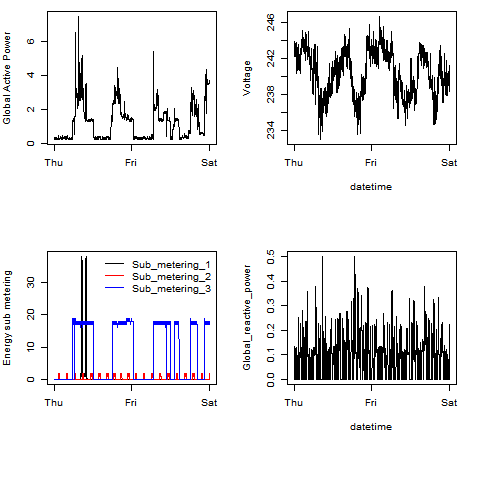 Global Active Power
0 2 4 6
Thu Fri Sat
Voltage
234 238 242 246
Thu Fri Sat
datetime
Energy sub metering
0 10 20 30
Sub_metering_1
Sub_metering_2
Sub_metering_3
Thu Fri Sat
Global_reactive_power
0.0 0.1 0.2 0.3 0.4 0.5
Thu Fri Sat
datetime